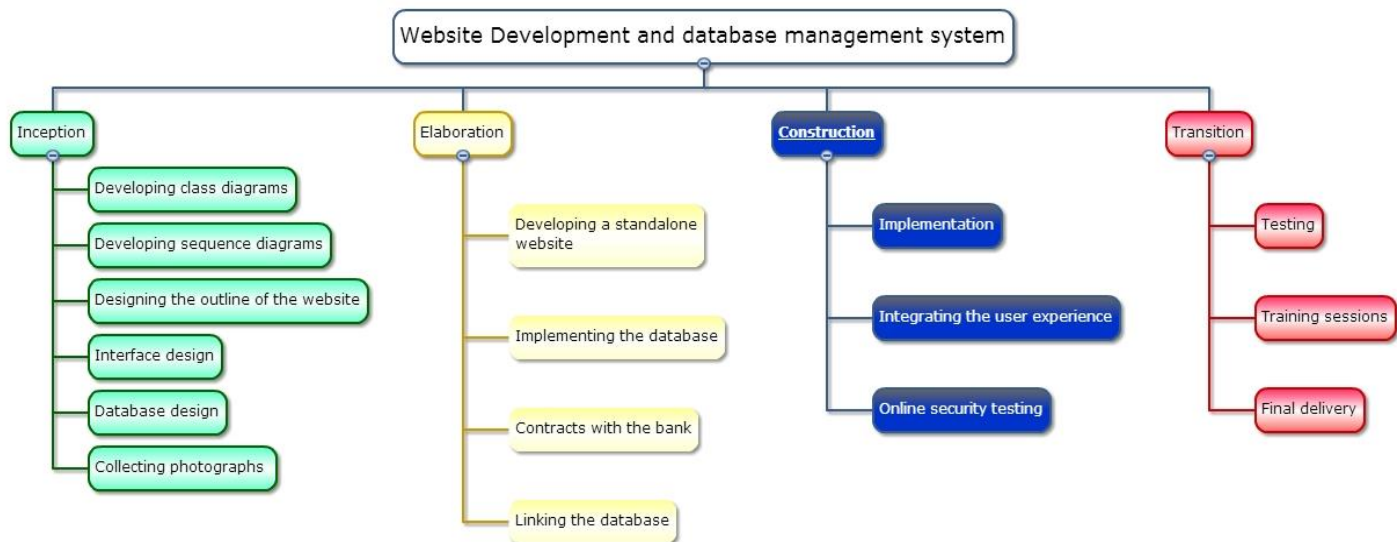 Website Development and database management system
Inception
Developing class diagrams
Developing sequence diagrams
Designing the outline of the website
Interface design
Database design
Collecting photographs
Elaboration
Developing a standalone
website
Implementing the database
Contracts with the bank
Linking the database
Construction
Implementation
Integrating the user experience
Online security testing
Transition
Testing
Training sessions
Final delivery